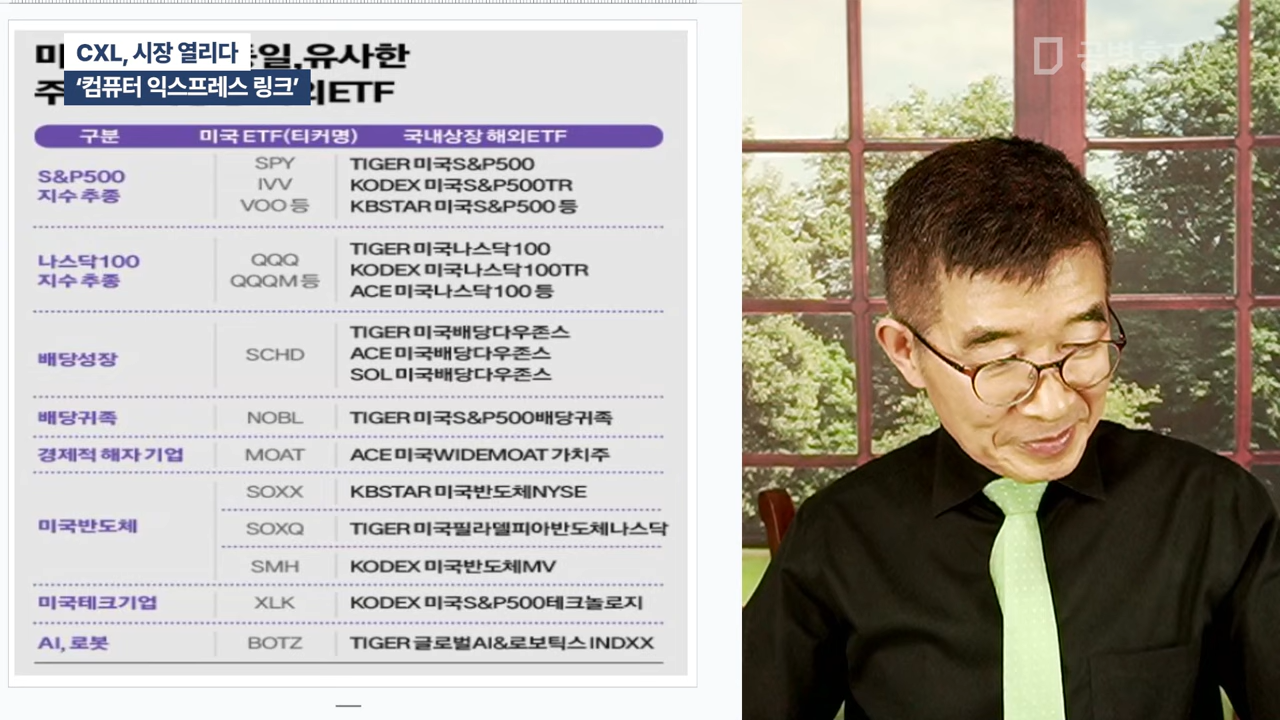 CXL, 시장 열리다
‘컴퓨터 익스프레스 링크’
미 동일,유사한
주 외ETF
구분 미국 ETF(티커명) 국내상장 해외ETF
S&P500
지수 추종
SPY
IVV
VOO 등
TIGER 미국S&P500
KODEX 미국S&P500TR
KBSTAR 미국S&P500 등
나스닥100
지수 추종
QQQ
QQQM 등
TIGER 미국나스닥100
KODEX 미국나스닥100TR
ACE 미국나스닥100 등
배당성장
SCHD
TIGER 미국배당다우존스
ACE 미국배당다우존스
SOL 미국배당다우존스
배당귀족 NOBL TIGER 미국S&P500배당귀족
경제적 해자 기업 MOAT ACE 미국WIDEMOAT 가치주
미국반도체
SOXX KBSTAR 미국반도체NYSE
SOXQ TIGER 미국필라델피아반도체나스닥
SMH KODEX 미국반도체MV
미국테크기업 XLK KODEX 미국S&P500테크놀로지
AI, 로봇 BOTZ TIGER 글로벌AI&로보틱스 INDXX